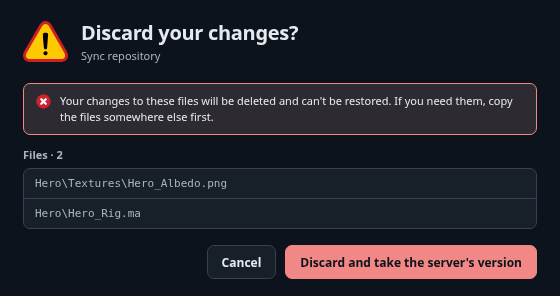 Discard your changes?
Sync repository
Your changes to these files will be deleted and can't be restored. If you need them, copy
the files somewhere else first.
Files · 2
Hero\Textures\Hero_Albedo.png
Hero\Hero_Rig.ma
Cancel
Discard and take the server's version